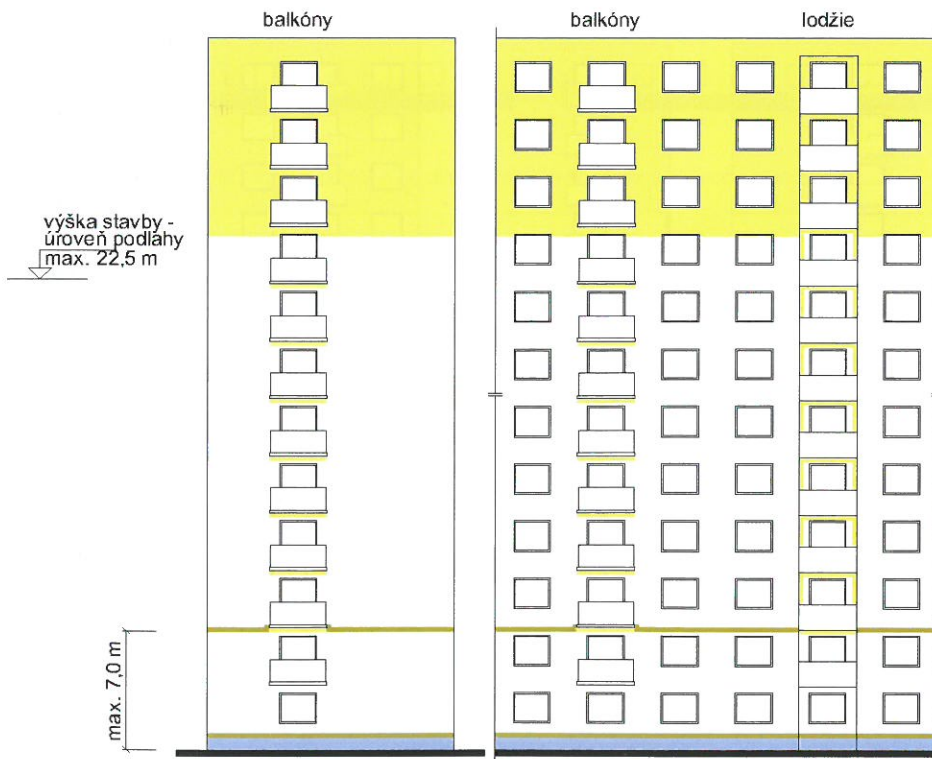 balkóny
balkóny
lodžie
výška stavby -
úroveň podlahy
max. 22,5 m
max. 7,0 m